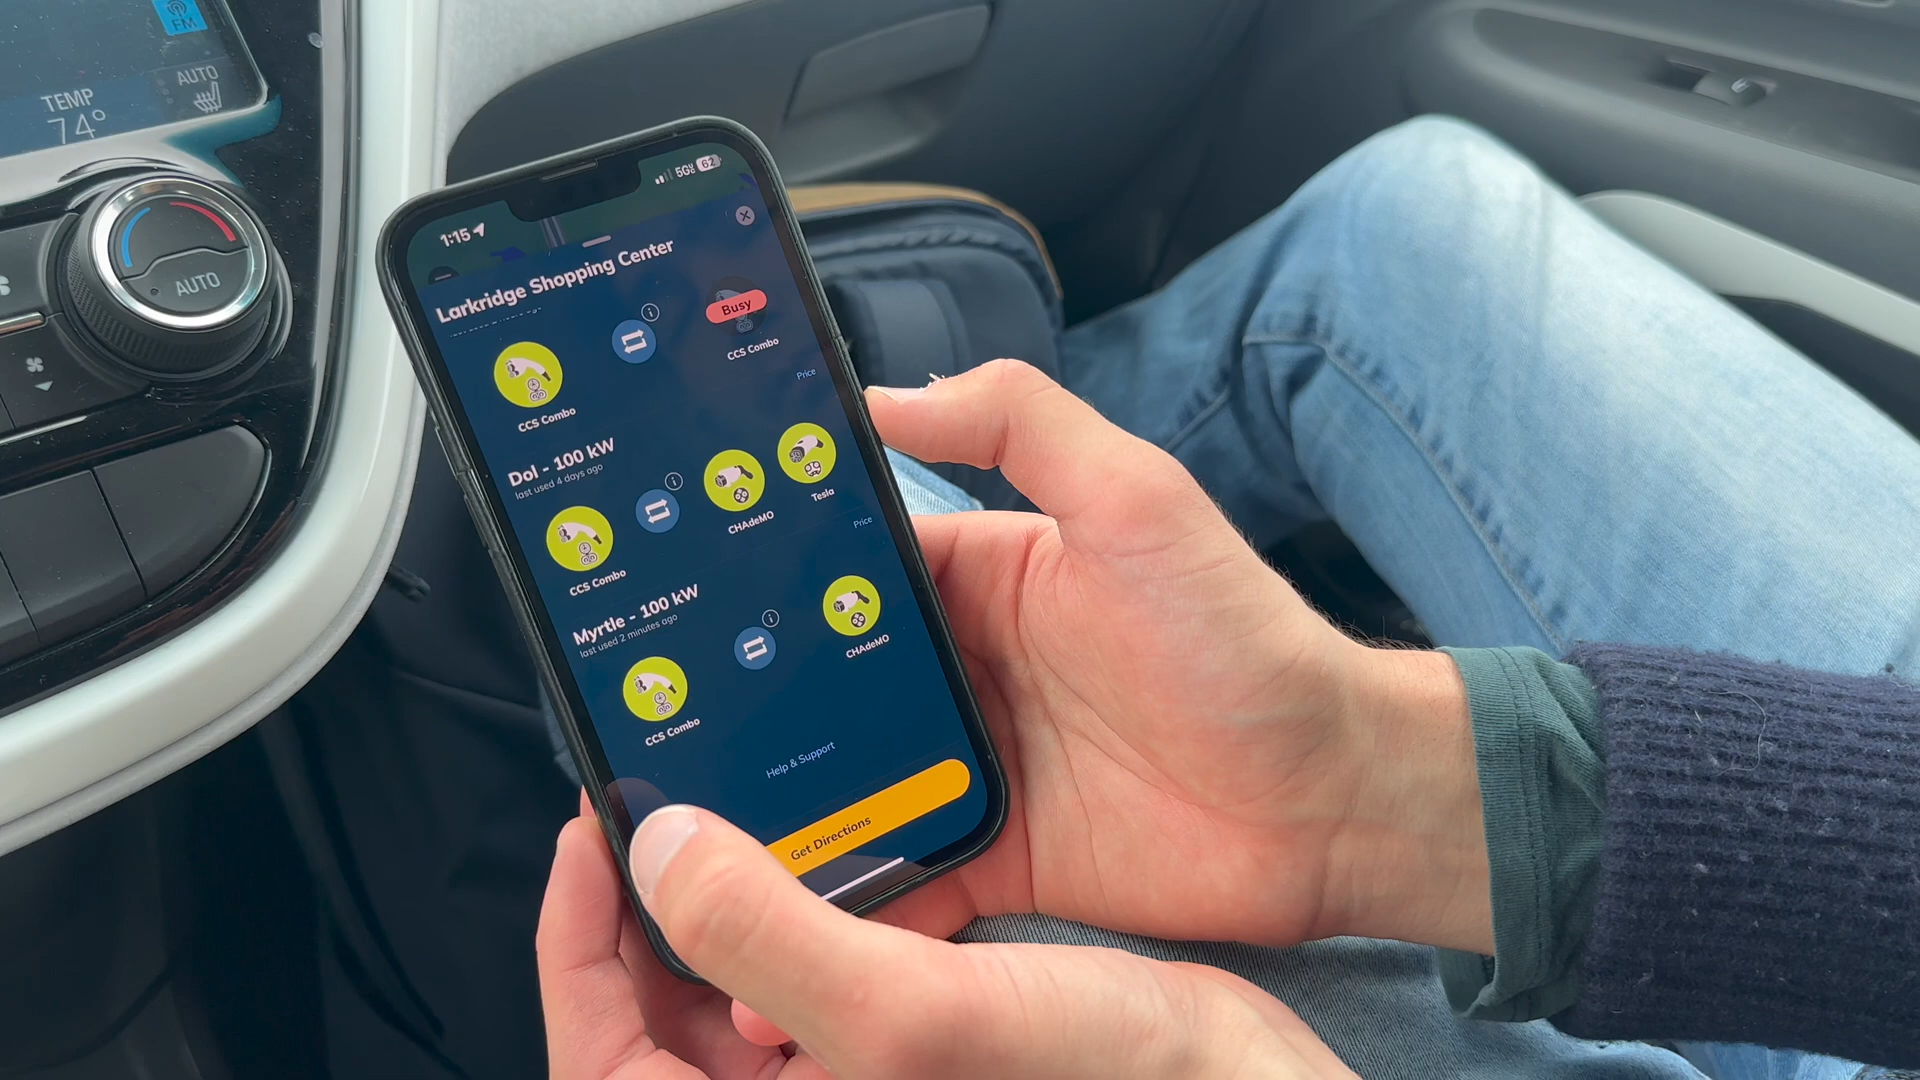 FM
AUTO
TEMP
74°
AUTO
1:15
5G
62
Larkridge Shopping Center
CCS Combo
Busy
CCS Combo
Price
Dol - 100 kW
last used 4 days ago
CCS Combo
CHAdeMO
Tesla
Price
Myrtle - 100 kW
last used 2 minutes ago
CCS Combo
CHAdeMO
Help & Support
Get Directions